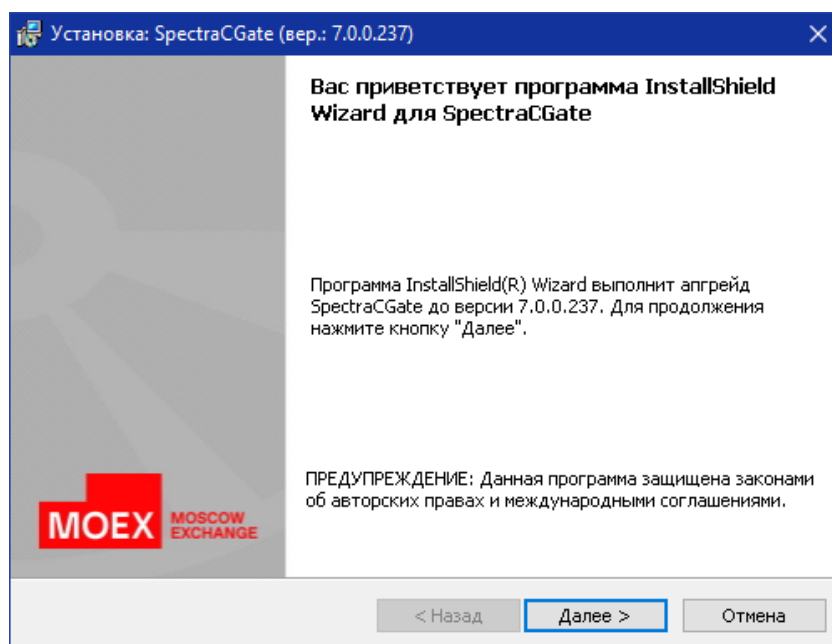 Установка: SpectraCGate (вер.: 7.0.0.237)
Вас приветствует программа InstallShield
Wizard для SpectraCGate
Программа InstallShield(R) Wizard выполнит апгрейд
SpectraCGate до версии 7.0.0.237. Для продолжения
нажмите кнопку "Далее".
ПРЕДУПРЕЖДЕНИЕ: Данная программа защищена законами
об авторских правах и международными соглашениями.
MOEX MOSCOW
EXCHANGE
< Назад Далее > Отмена